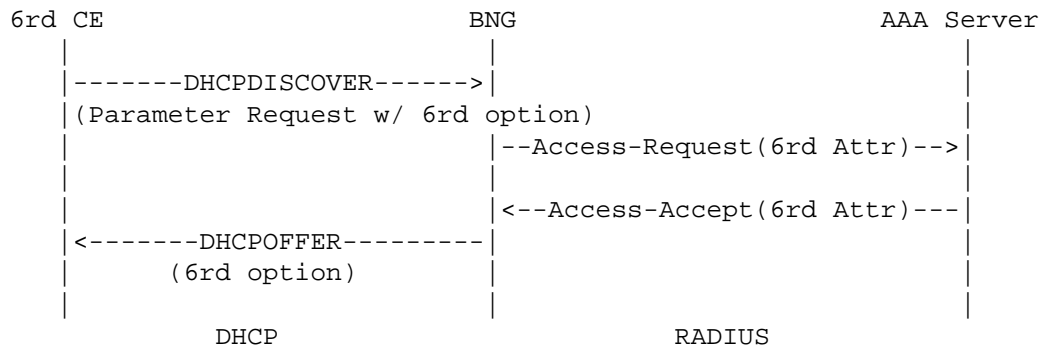 6rd CE BNG AAA Server
-------DHCPDISCOVER------>
(Parameter Request w/ 6rd option)
--Access-Request(6rd Attr)-->
<--Access-Accept(6rd Attr)---
<-------DHCPOFFER---------
(6rd option)
DHCP RADIUS